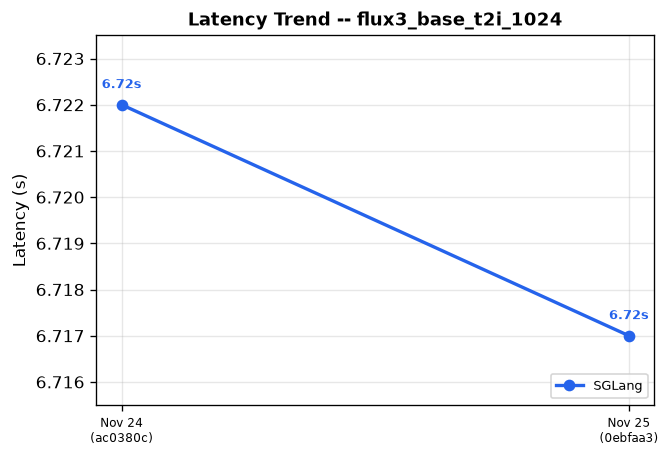 Latency Trend -- flux3_base_t2i_1024
6.723
6.722
6.721
6.720
6.719
6.718
6.717
6.716
Latency (s)
6.72s
6.72s
SGLang
Nov 24
(ac0380c)
Nov 25
(0ebfaa3)